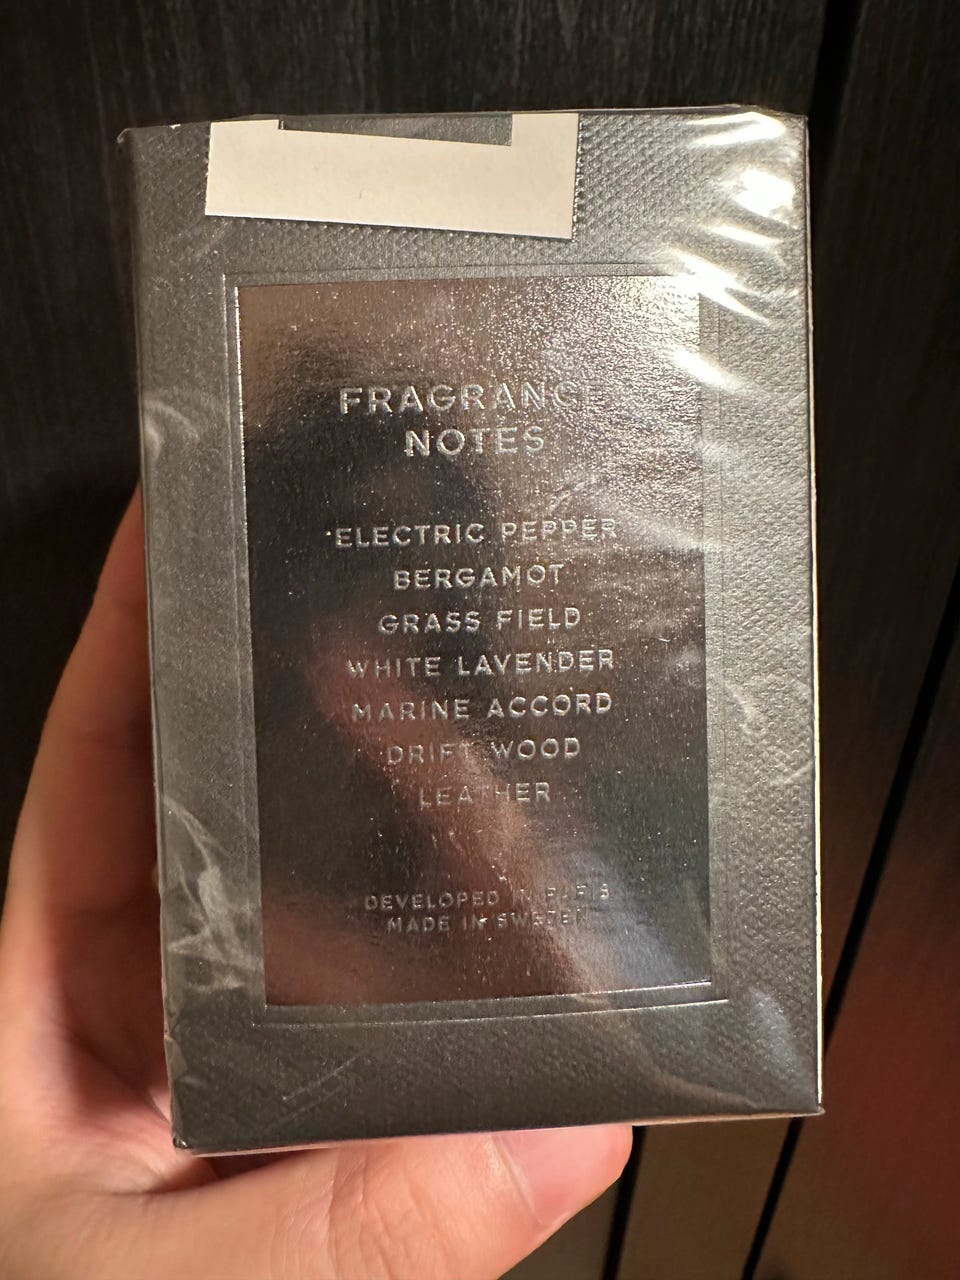 FRAGRANCE
NOTES
ELECTRIC PEPPER
BERGAMOT
GRASS FIELD
WHITE LAVENDER
MARINE ACCORD
DRIFT WOOD
LEATHER
DEVELOPED IN PARIS
MADE IN SWEDEN